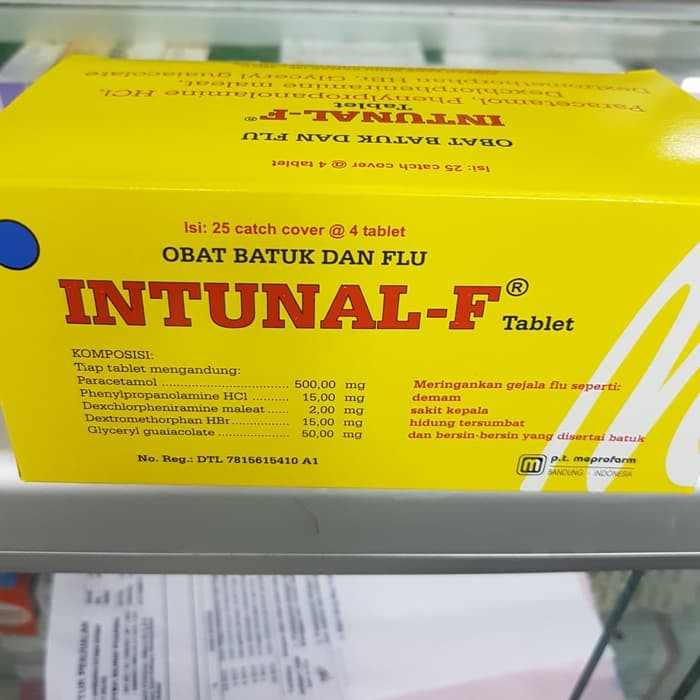 Paracetamol, Phenylpropanolamine HCl.
Dexchlorpheniramine maleat.
Dextromethorphan HBr. Glyceryl guaiacolate
INTUNAL-F®
Tablet
OBAT BATUK DAN FLU
Isi: 25 catch cover @ 4 tablet
Isi: 25 catch cover @ 4 tablet
OBAT BATUK DAN FLU
INTUNAL-F®
Tablet
KOMPOSISI:
Tiap tablet mengandung:
Paracetamol .................... 500,00 mg
Phenylpropanolamine HCl .......... 15,00 mg
Dexchlorpheniramine maleat ...... 2,00 mg
Dextromethorphan HBr............... 15,00 mg
Glyceryl guaiacolate .................. 50,00 mg
No. Reg.: DTL 7815615410 A1
Meringankan gejala flu seperti:
demam
sakit kepala
hidung tersumbat
dan bersin-bersin yang disertai batuk
m p.t. meprofarm
BANDUNG - INDONESIA